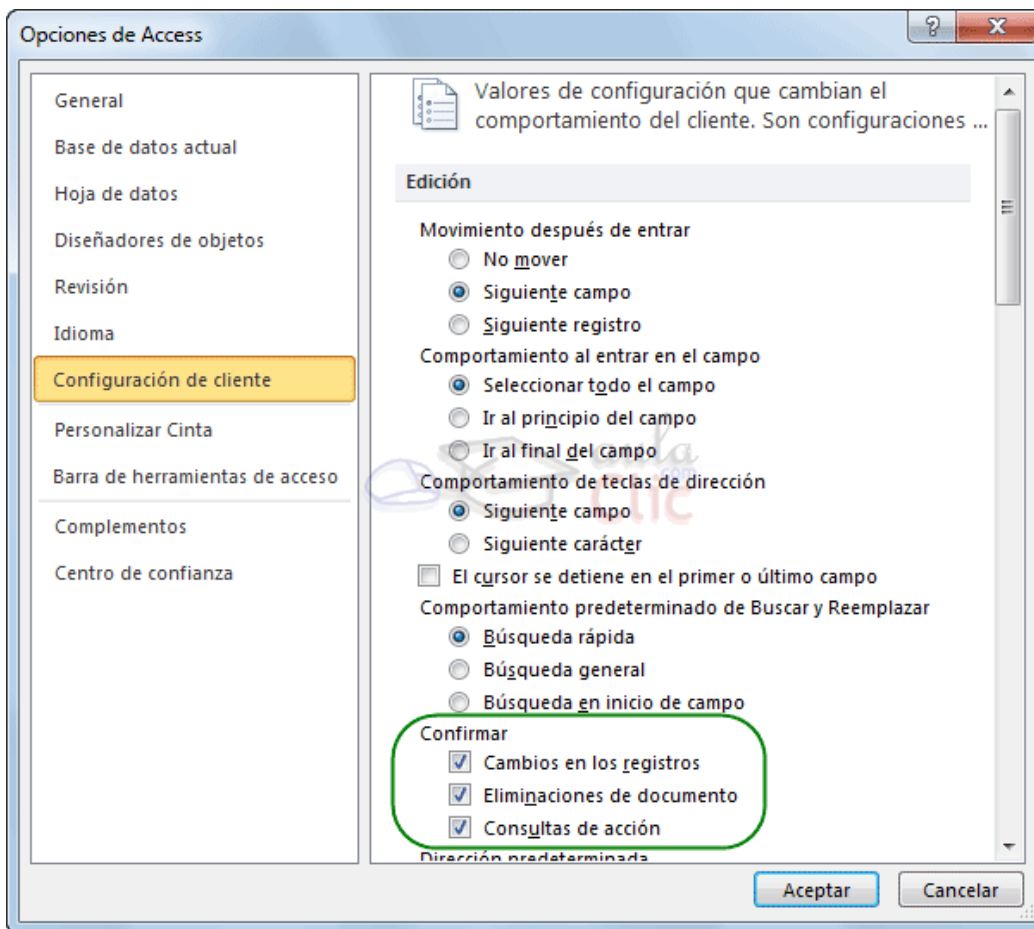 Opciones de Access
General
Base de datos actual
Hoja de datos
Diseñadores de objetos
Revisión
Idioma
Configuración de cliente
Personalizar Cinta
Barra de herramientas de acceso
Complementos
Centro de confianza
Valores de configuración que cambian el
comportamiento del cliente. Son configuraciones ...
Edición
Movimiento después de entrar
No mover
Siguiente campo
Siguiente registro
Comportamiento al entrar en el campo
Seleccionar todo el campo
Ir al principio del campo
Ir al final del campo
aula
.com
Clic
Comportamiento de teclas de dirección
Siguiente campo
Siguiente carácter
El cursor se detiene en el primer o último campo
Comportamiento predeterminado de Buscar y Reemplazar
Búsqueda rápida
Búsqueda general
Búsqueda en inicio de campo
Confirmar
Cambios en los registros
Eliminaciones de documento
Consultas de acción
Dirección predeterminada
Aceptar
Cancelar